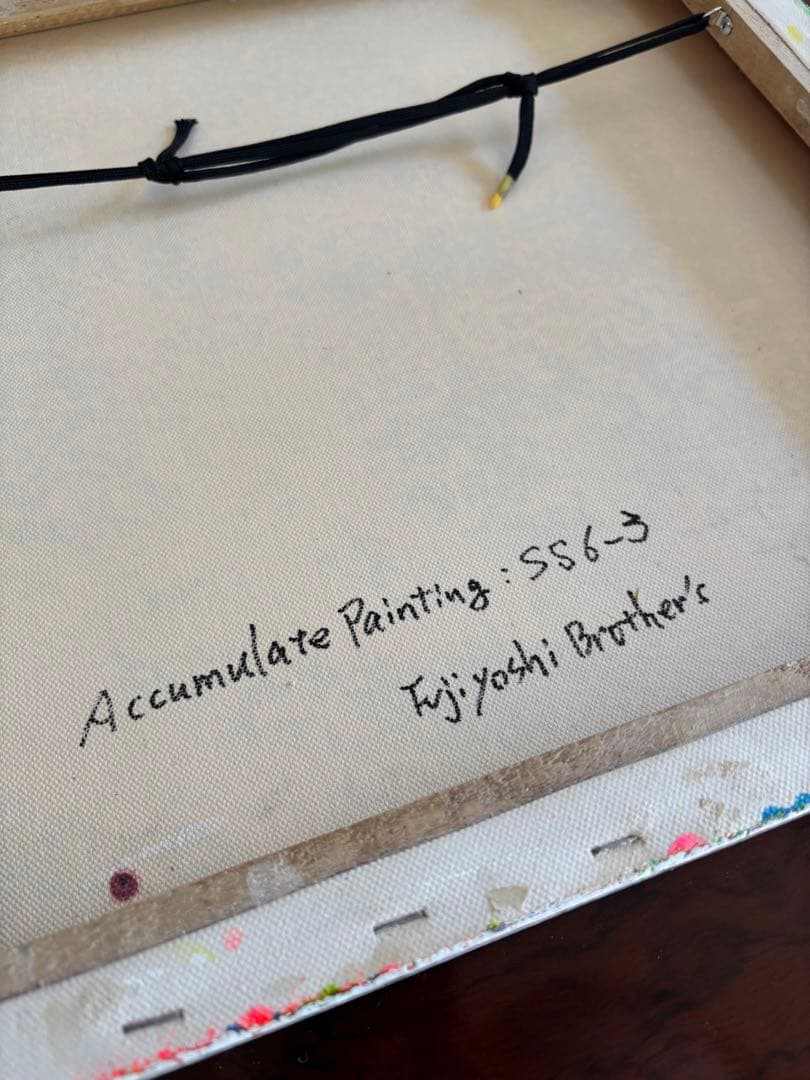 Accumulate Painting : SS6-3
Fujiyoshi Brother's